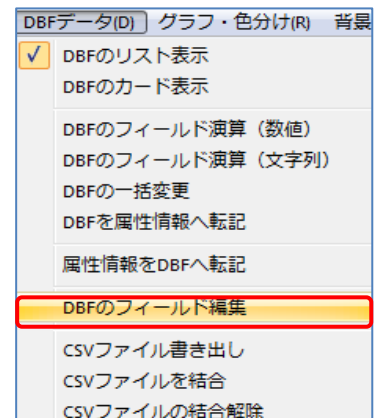 DBFデータ(D) グラフ・色分け(R) 背景
DBFのリスト表示
DBFのカード表示
DBFのフィールド演算（数値）
DBFのフィールド演算（文字列）
DBFの一括変更
DBFを属性情報へ転記
属性情報をDBFへ転記
DBFのフィールド編集
CSVファイル書き出し
CSVファイルを結合
CSVファイルの結合解除